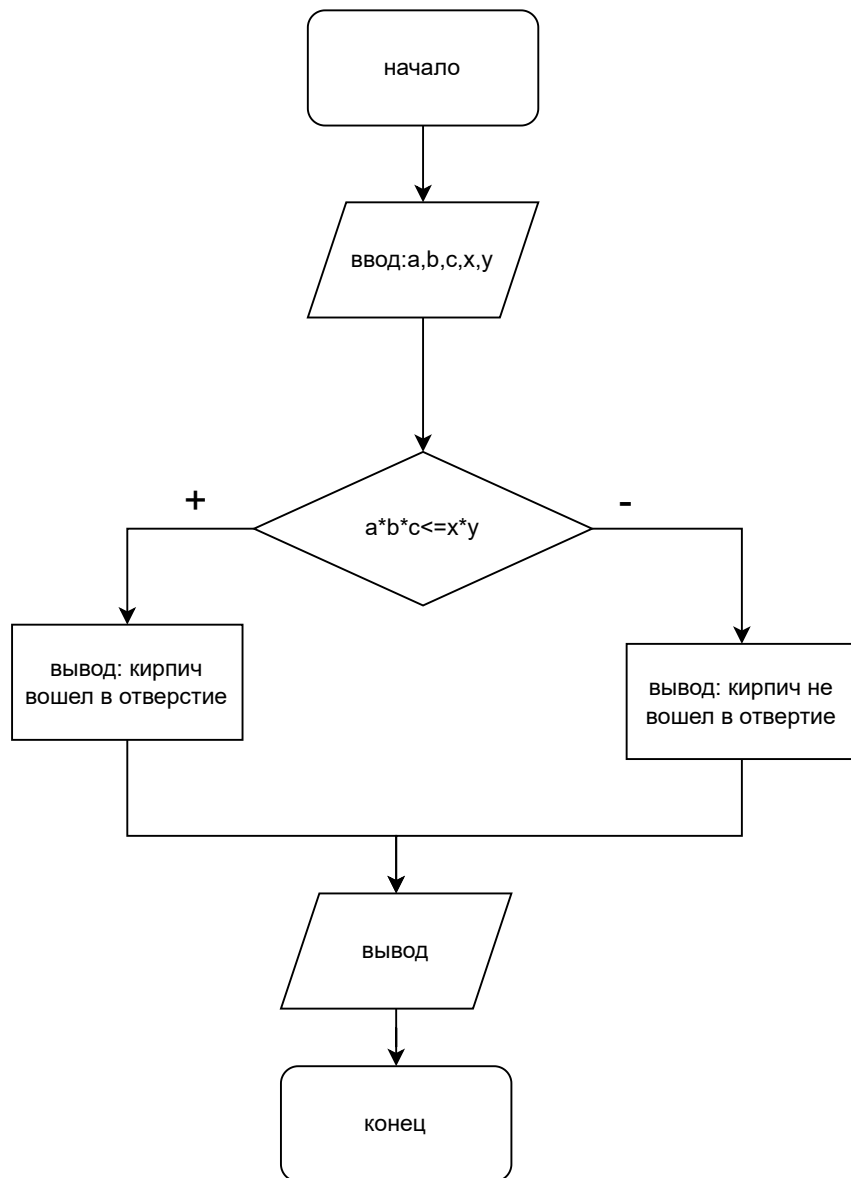 начало
ввод:a,b,c,x,y
a*b*c<=x*y
+
-
вывод: кирпич
вошел в отверстие
вывод: кирпич не
вошел в отвертие
вывод
конец